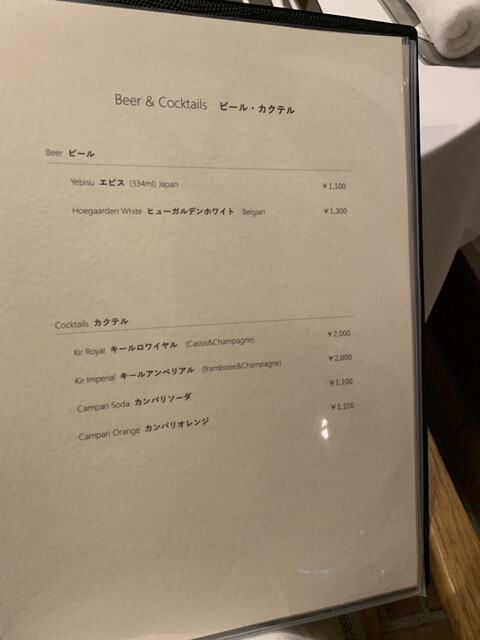 Beer & Cocktails ビール・カクテル
Beer ビール
Yebisu エビス (334ml) Japan ¥1,100
Hoegaarden White ヒューガルデンホワイト Belgian ¥1,300
Cocktails カクテル
Kir Royal キールロワイヤル (Cassis&Champagne) ¥2,000
Kir Imperial キールアンペリアル (framboise&Champagne) ¥2,000
Campari Soda カンパリソーダ ¥1,100
Campari Orange カンパリオレンジ ¥1,100